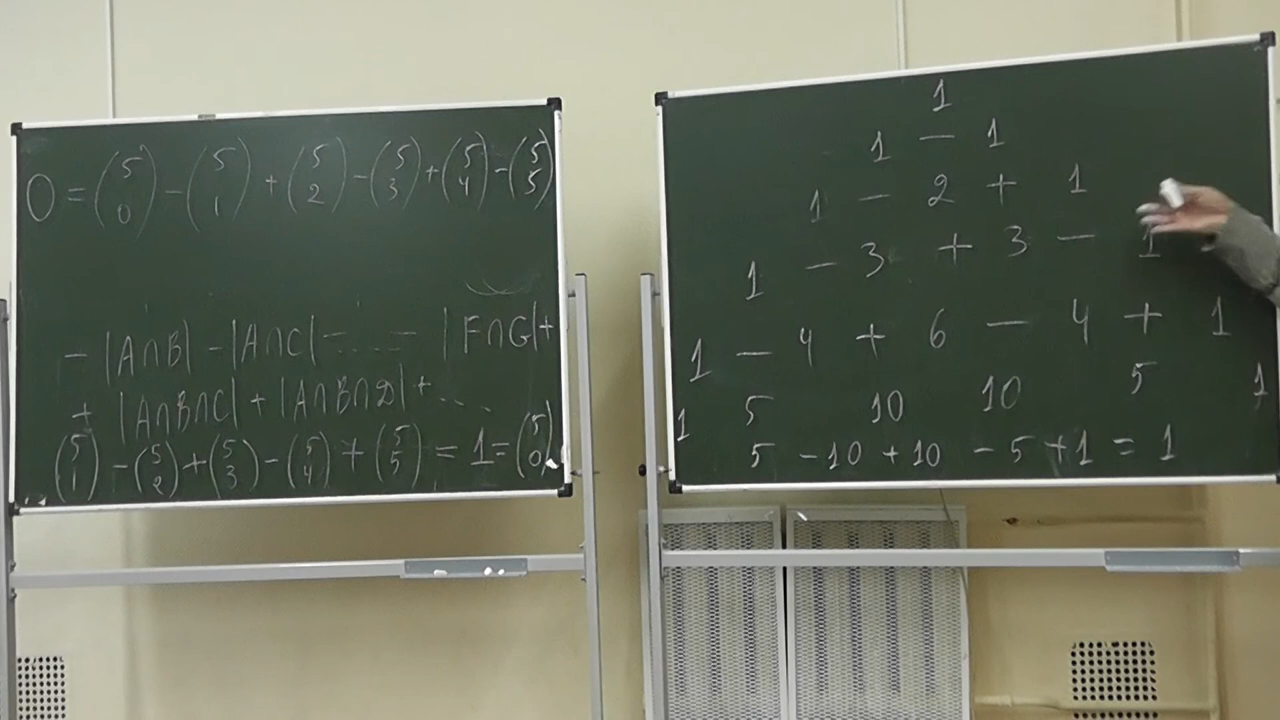 0 = (5 0) - (5 1) + (5 2) - (5 3) + (5 4) - (5 5)
- |A∩B| - |A∩C| - ... - |F∩G| +
+ |A∩B∩C| + |A∩B∩D| + ...
(5 1) - (5 2) + (5 3) - (5 4) + (5 5) = 1 = (5 0)
1
1 - 1
1 - 2 + 1
1 - 3 + 3 - 1
1 - 4 + 6 - 4 + 1
1 5 10 10 5 1
5 - 10 + 10 - 5 + 1 = 1